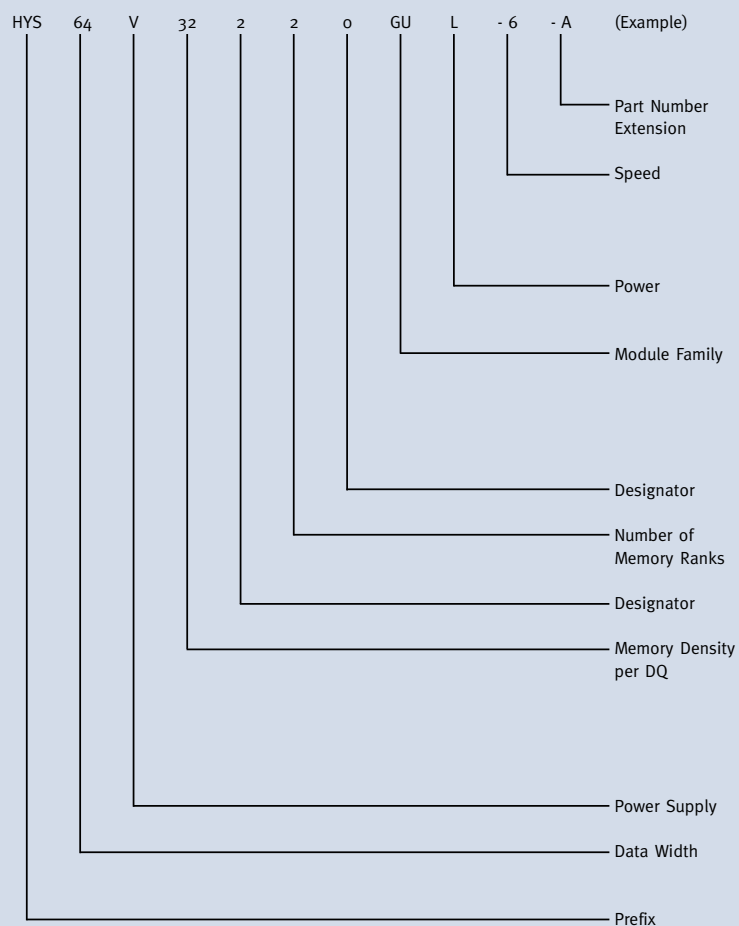 HYS 64 V 32 2 2 0 GU L - 6 - A (Example)
Part Number
Extension
Speed
Power
Module Family
Designator
Number of
Memory Ranks
Designator
Memory Density
per DQ
Power Supply
Data Width
Prefix